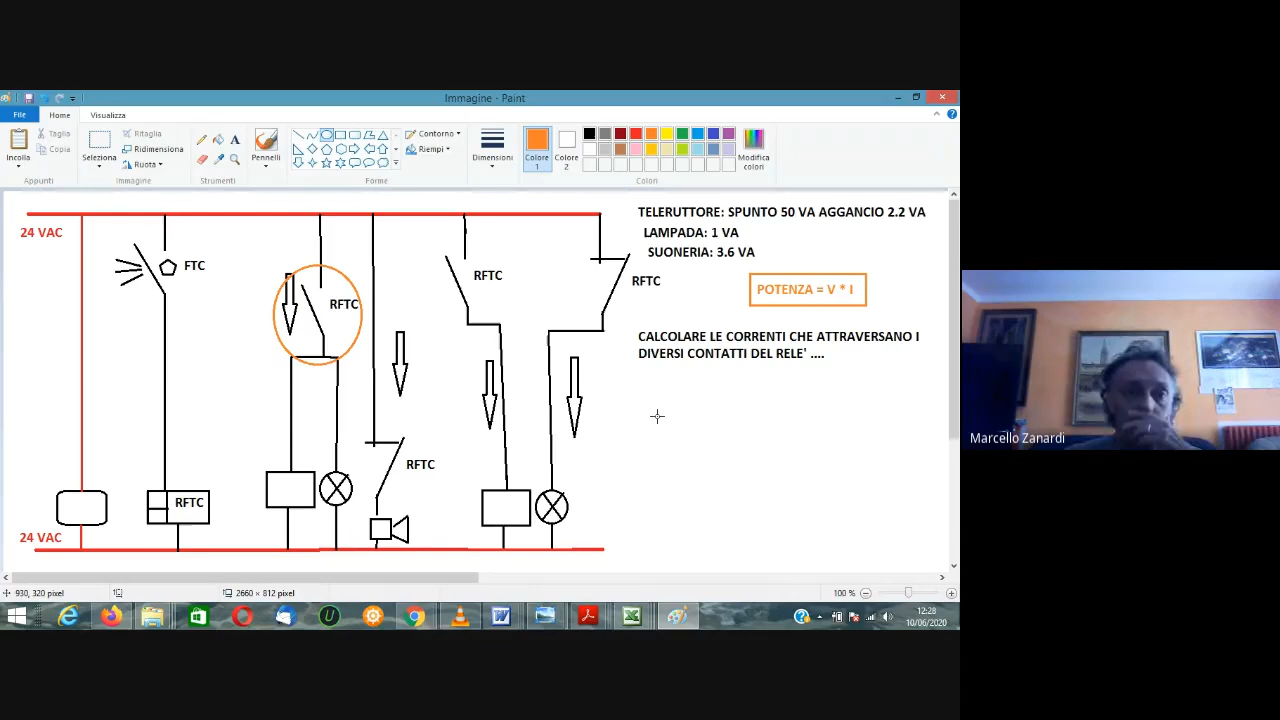 Immagine - Paint
File
Home
Visualizza
Incolla
Taglia
Copia
Appunti
Seleziona
Ritaglia
Ridimensiona
Ruota
Immagine
Strumenti
Pennelli
Forme
Contorno
Riempi
Dimensioni
Colore 1
Colore 2
Modifica colori
Colori
24 VAC
FTC
RFTC
RFTC
RFTC
RFTC
RFTC
24 VAC
TELERUTTORE: SPUNTO 50 VA AGGANCIO 2.2 VA
LAMPADA: 1 VA
SUONERIA: 3.6 VA
POTENZA = V * I
CALCOLARE LE CORRENTI CHE ATTRAVERSANO I
DIVERSI CONTATTI DEL RELE' ....
Marcello Zanardi
930, 320 pixel
2660 × 812 pixel
100 %
12:28
10/06/2020